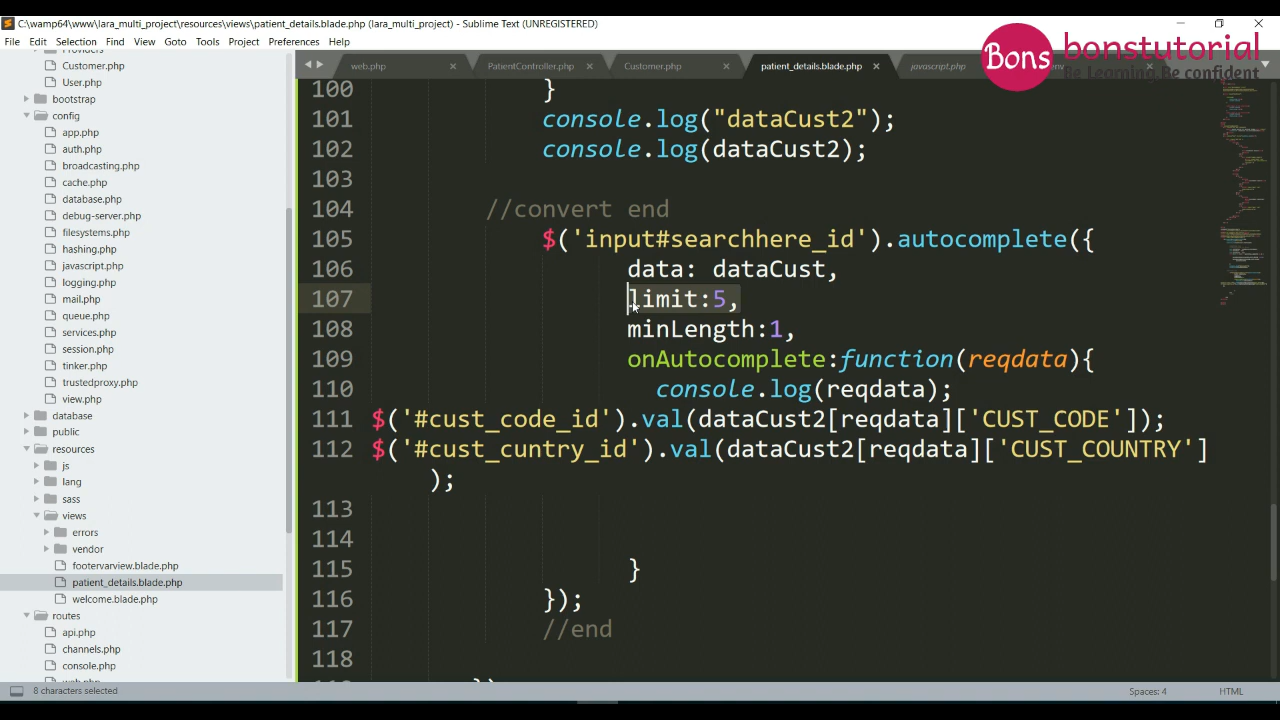 C:\wamp64\www\lara_multi_project\resources\views\patient_details.blade.php (lara_multi_project) - Sublime Text (UNREGISTERED)
File Edit Selection Find View Goto Tools Project Preferences Help
Bons bonstutorial
Be Learning,Be confident
web.php PatientController.php Customer.php patient_details.blade.php javascript.php
Providers
Customer.php
User.php
bootstrap
config
app.php
auth.php
broadcasting.php
cache.php
database.php
debug-server.php
filesystems.php
hashing.php
javascript.php
logging.php
mail.php
queue.php
services.php
session.php
tinker.php
trustedproxy.php
view.php
database
public
resources
js
lang
sass
views
errors
vendor
footervarview.blade.php
patient_details.blade.php
welcome.blade.php
routes
api.php
channels.php
console.php
web.php
100 }
101 console.log("dataCust2");
102 console.log(dataCust2);
103
104 //convert end
105 $('input#searchhere_id').autocomplete({
106 data: dataCust,
107 limit:5,
108 minLength:1,
109 onAutocomplete:function(reqdata){
110 console.log(reqdata);
111 $('#cust_code_id').val(dataCust2[reqdata]['CUST_CODE']);
112 $('#cust_cuntry_id').val(dataCust2[reqdata]['CUST_COUNTRY']
);
113
114
115 }
116 });
117 //end
118
8 characters selected Spaces: 4 HTML